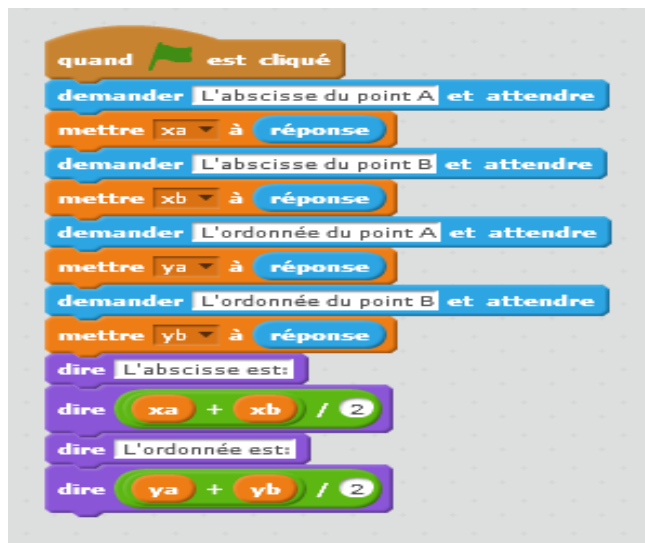 quand est cliqué
demander L'abscisse du point A et attendre
mettre xa à réponse
demander L'abscisse du point B et attendre
mettre xb à réponse
demander L'ordonnée du point A et attendre
mettre ya à réponse
demander L'ordonnée du point B et attendre
mettre yb à réponse
dire L'abscisse est:
dire xa + xb / 2
dire L'ordonnée est:
dire ya + yb / 2